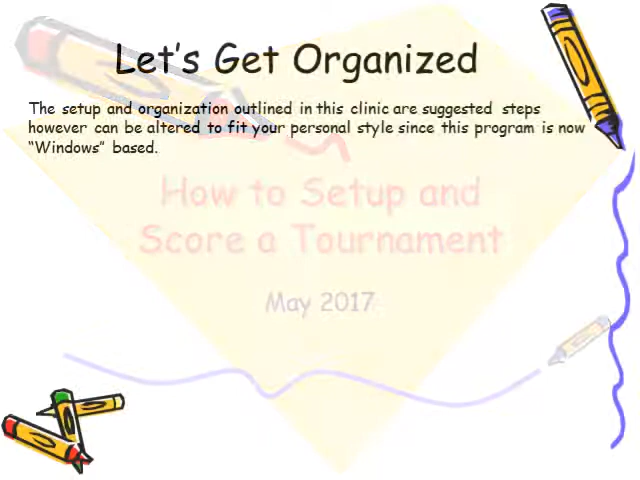 Let's Get Organized
The setup and organization outlined in this clinic are suggested steps
however can be altered to fit your personal style since this program is now
“Windows” based.
How to Setup and
Score a Tournament
May 2017